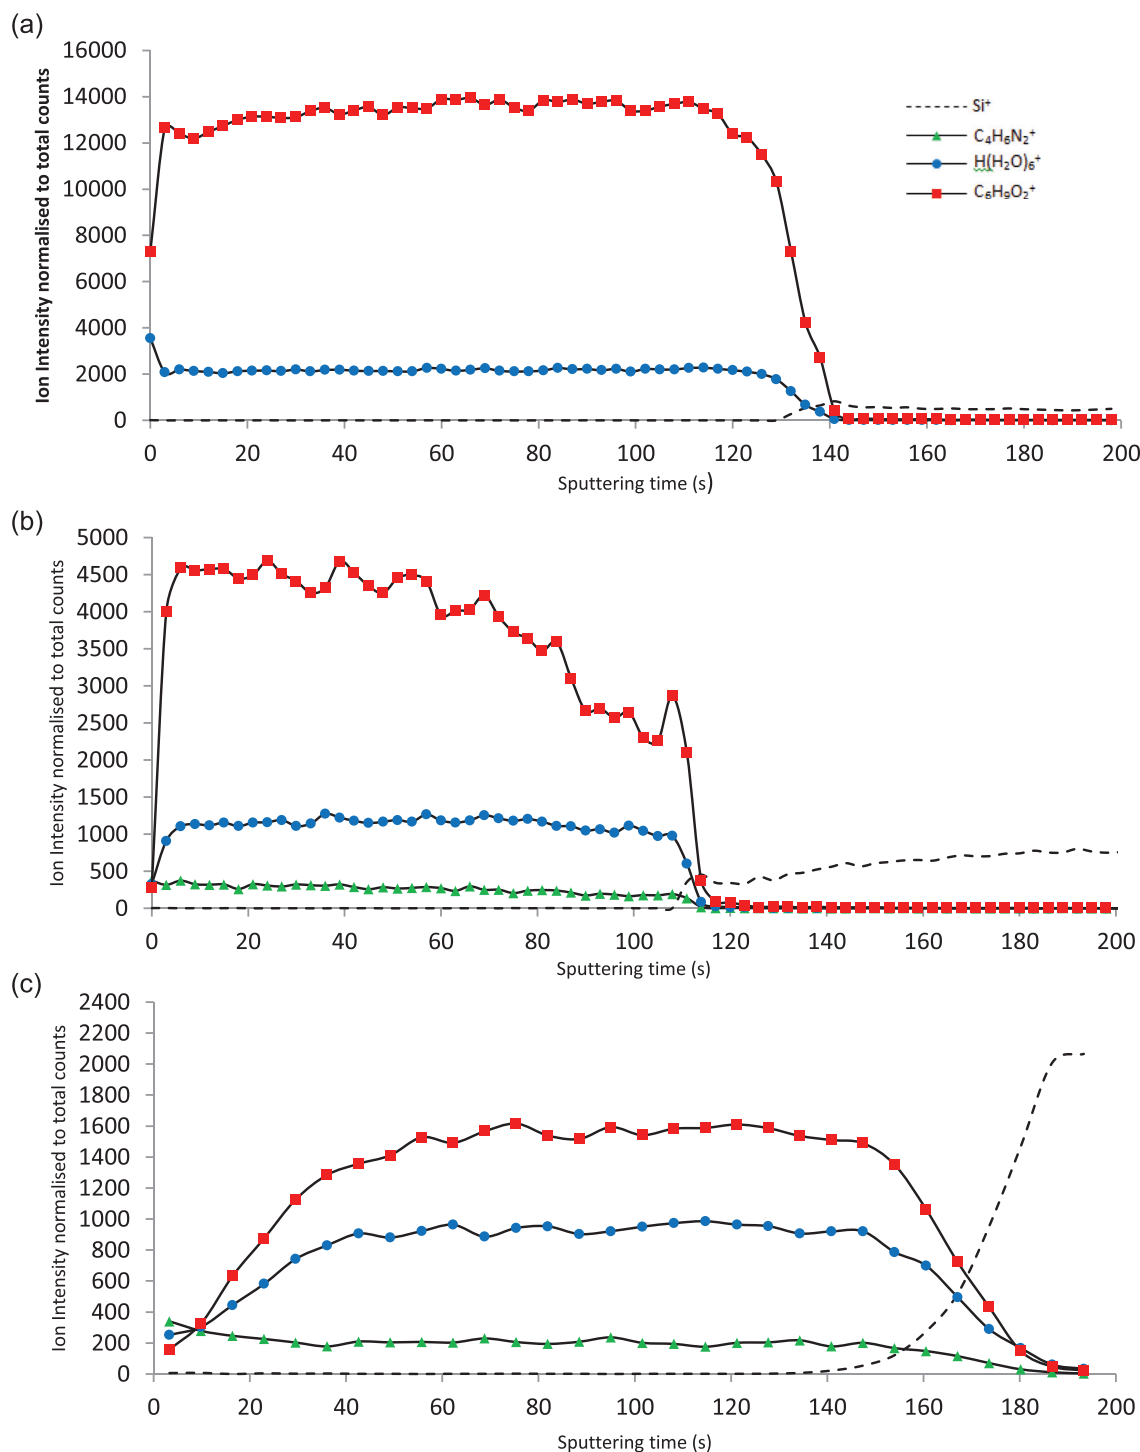 (a)
Ion Intensity normalised to total counts
16000
14000
12000
10000
8000
6000
4000
2000
0
0 20 40 60 80 100 120 140 160 180 200
Sputtering time (s)
Si⁺
C₄H₆N₂⁺
H(H₂O)₆⁺
C₆H₉O₂⁺
(b)
Ion Intensity normalised to total counts
5000
4500
4000
3500
3000
2500
2000
1500
1000
500
0
0 20 40 60 80 100 120 140 160 180 200
Sputtering time (s)
(c)
Ion Intensity normalised to total counts
2400
2200
2000
1800
1600
1400
1200
1000
800
600
400
200
0
0 20 40 60 80 100 120 140 160 180 200
Sputtering time (s)